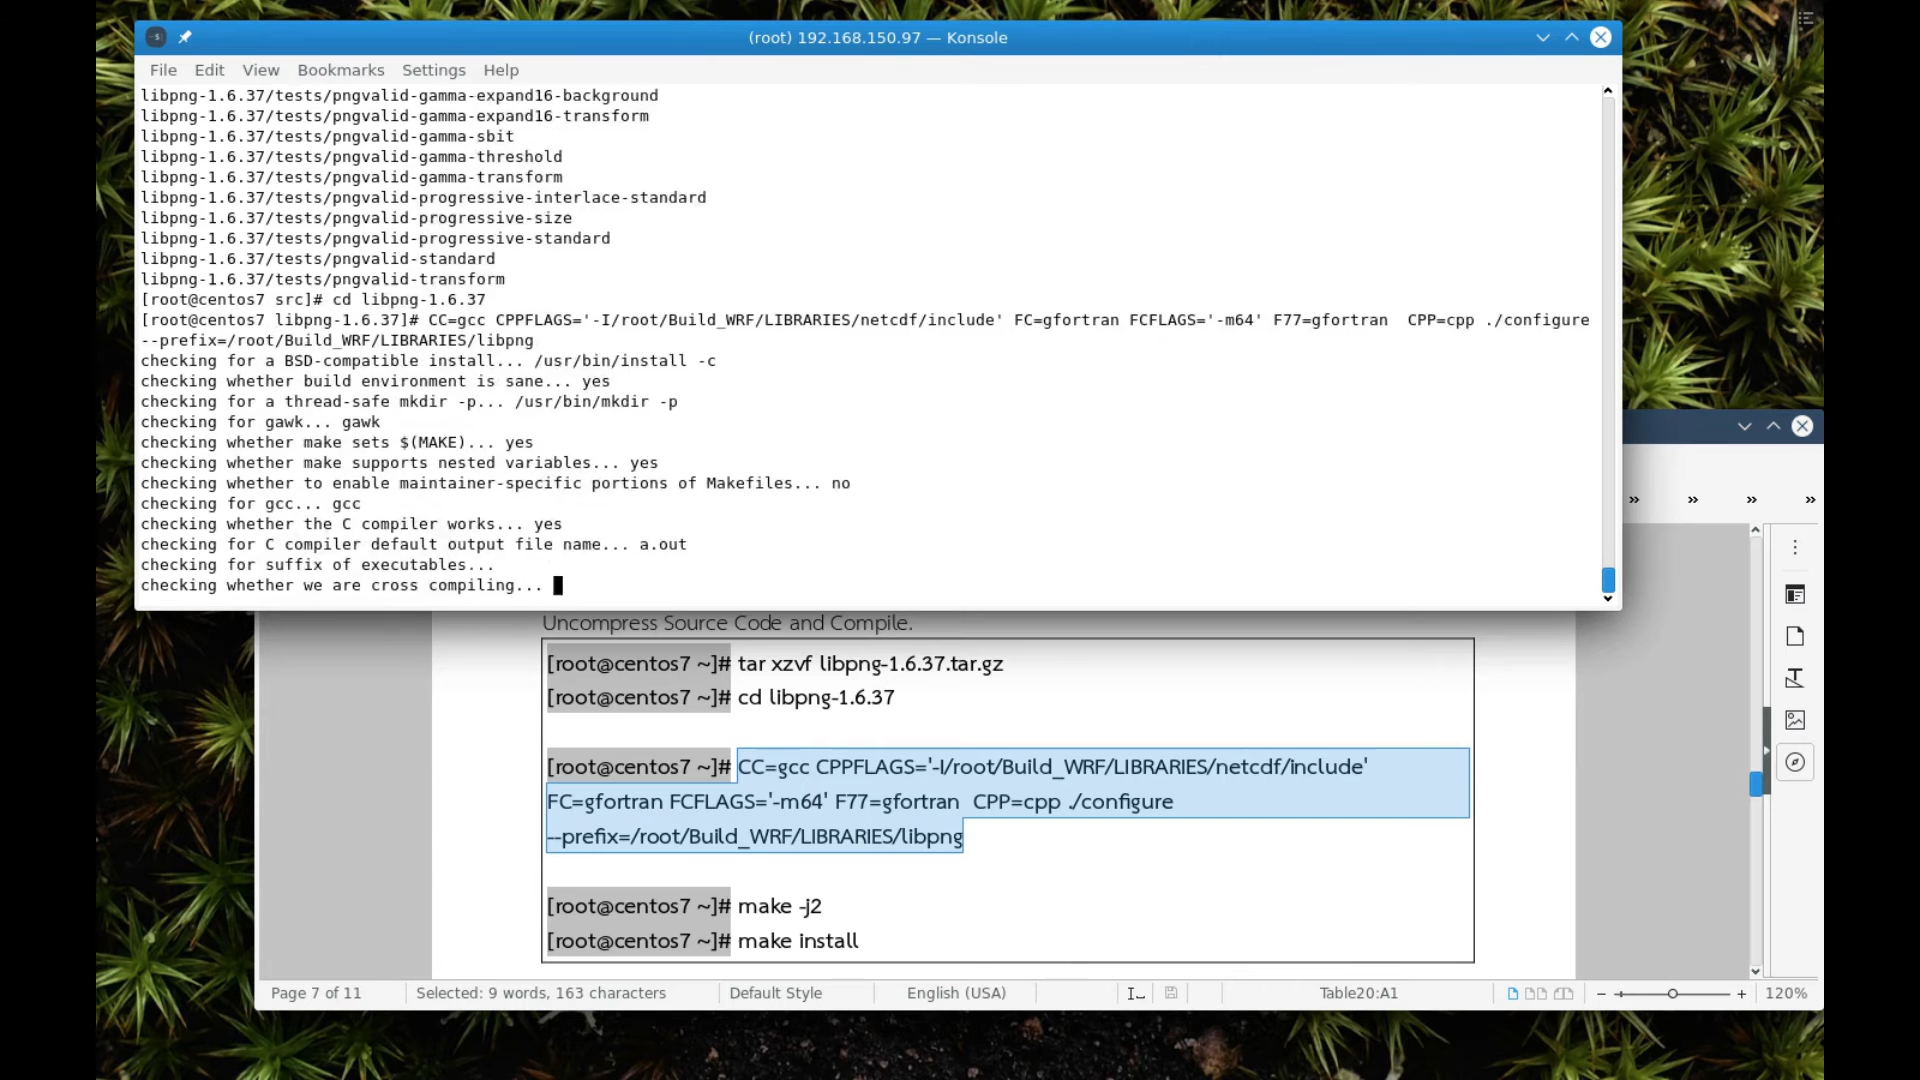 (root) 192.168.150.97 — Konsole
File Edit View Bookmarks Settings Help
libpng-1.6.37/tests/pngvalid-gamma-expand16-background
libpng-1.6.37/tests/pngvalid-gamma-expand16-transform
libpng-1.6.37/tests/pngvalid-gamma-sbit
libpng-1.6.37/tests/pngvalid-gamma-threshold
libpng-1.6.37/tests/pngvalid-gamma-transform
libpng-1.6.37/tests/pngvalid-progressive-interlace-standard
libpng-1.6.37/tests/pngvalid-progressive-size
libpng-1.6.37/tests/pngvalid-progressive-standard
libpng-1.6.37/tests/pngvalid-standard
libpng-1.6.37/tests/pngvalid-transform
[root@centos7 src]# cd libpng-1.6.37
[root@centos7 libpng-1.6.37]# CC=gcc CPPFLAGS='-I/root/Build_WRF/LIBRARIES/netcdf/include' FC=gfortran FCFLAGS='-m64' F77=gfortran  CPP=cpp ./configure
--prefix=/root/Build_WRF/LIBRARIES/libpng
checking for a BSD-compatible install... /usr/bin/install -c
checking whether build environment is sane... yes
checking for a thread-safe mkdir -p... /usr/bin/mkdir -p
checking for gawk... gawk
checking whether make sets $(MAKE)... yes
checking whether make supports nested variables... yes
checking whether to enable maintainer-specific portions of Makefiles... no
checking for gcc... gcc
checking whether the C compiler works... yes
checking for C compiler default output file name... a.out
checking for suffix of executables...
checking whether we are cross compiling...
Uncompress Source Code and Compile.
[root@centos7 ~]# tar xzvf libpng-1.6.37.tar.gz
[root@centos7 ~]# cd libpng-1.6.37
[root@centos7 ~]# CC=gcc CPPFLAGS='-I/root/Build_WRF/LIBRARIES/netcdf/include'
FC=gfortran FCFLAGS='-m64' F77=gfortran  CPP=cpp ./configure
--prefix=/root/Build_WRF/LIBRARIES/libpng
[root@centos7 ~]# make -j2
[root@centos7 ~]# make install
Page 7 of 11 Selected: 9 words, 163 characters Default Style English (USA) Table20:A1 120%